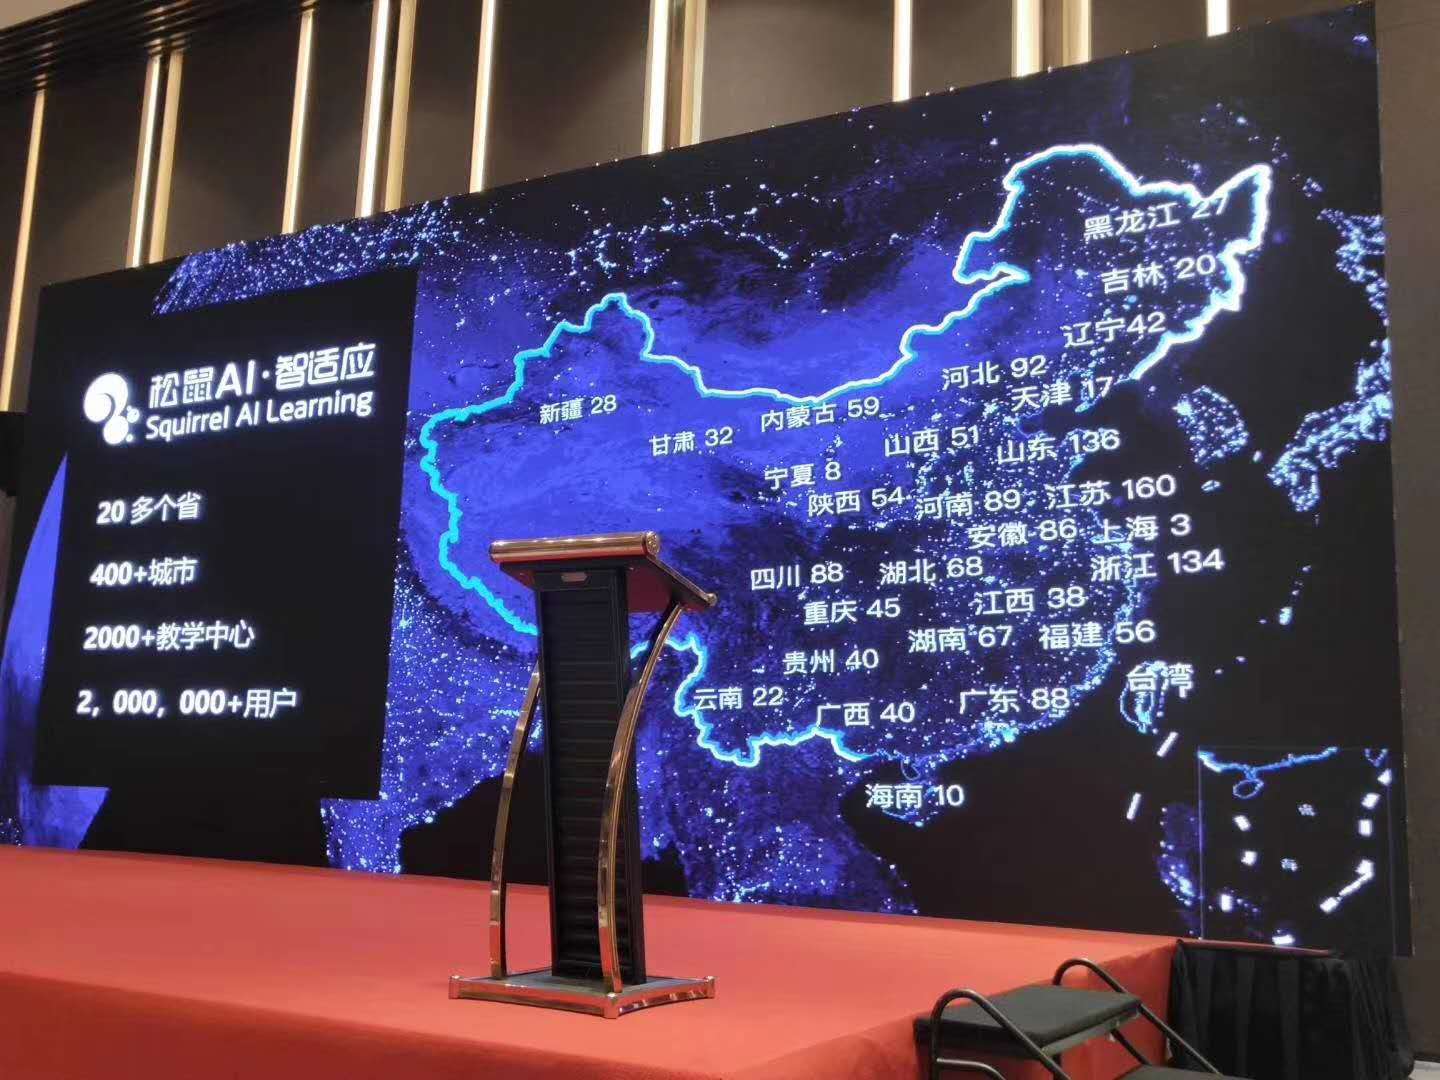 松鼠AI·智适应
Squirrel AI Learning
20 多个省
400+城市
2000+教学中心
2，000，000+用户
黑龙江 27
吉林 20
辽宁42
河北 92
天津 17
新疆 28
内蒙古 59
甘肃 32
山西 51
山东 136
宁夏 8
陕西 54
河南 89
江苏 160
安徽 86
上海 3
四川 88
湖北 68
浙江 134
重庆 45
江西 38
湖南 67
福建 56
贵州 40
台湾
云南 22
广西 40
广东 88
海南 10